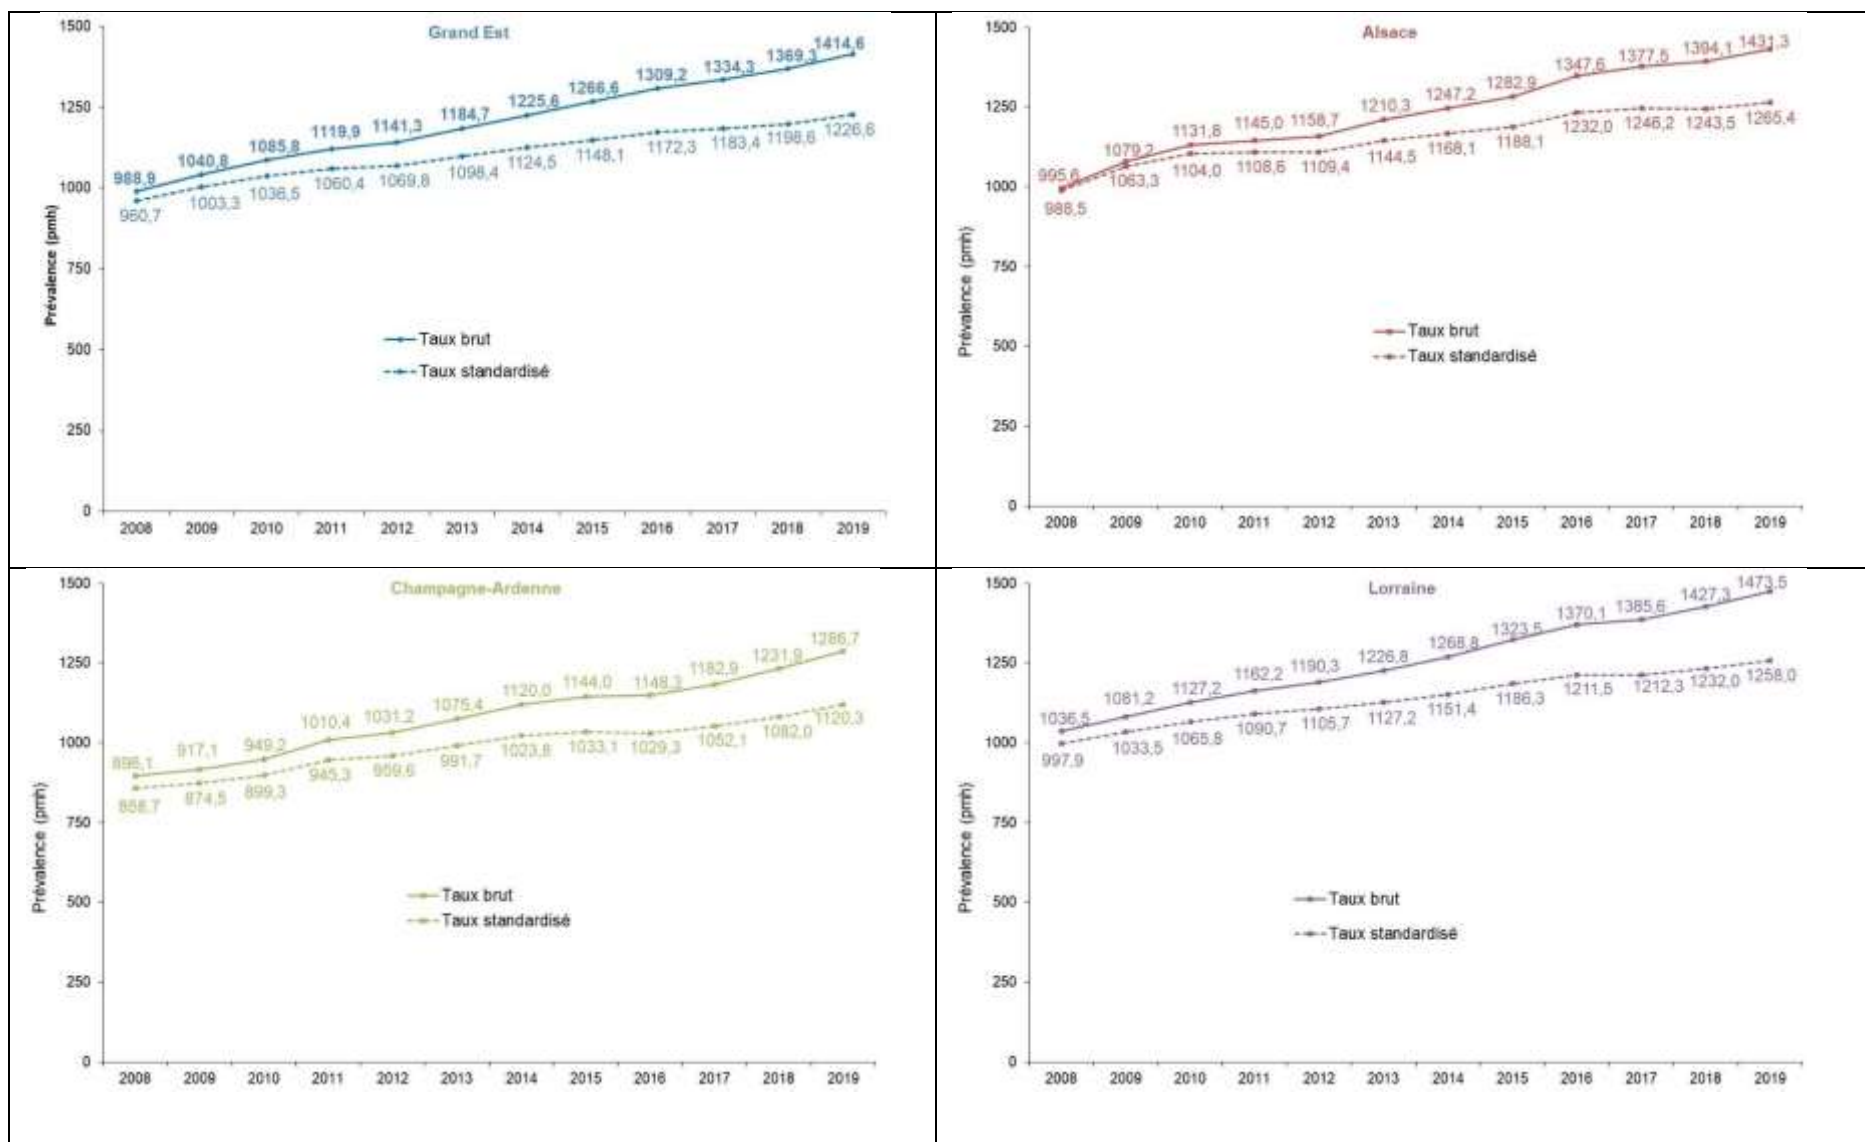 Grand Est
Prévalence (pmh)
1500
1250
1000
750
500
250
0
988,9 1040,8 1085,8 1119,9 1141,3 1184,7 1225,6 1266,6 1309,2 1334,3 1369,3 1414,6
960,7 1003,3 1036,5 1060,4 1069,8 1098,4 1124,5 1148,1 1172,3 1183,4 1198,6 1226,6
Taux brut
Taux standardisé
2008 2009 2010 2011 2012 2013 2014 2015 2016 2017 2018 2019
Alsace
Prévalence (pmh)
1500
1250
1000
750
500
250
0
995,6 1079,2 1131,8 1145,0 1158,7 1210,3 1247,2 1282,9 1347,6 1377,5 1394,1 1431,3
988,5 1063,3 1104,0 1108,6 1109,4 1144,5 1168,1 1188,1 1232,0 1246,2 1243,5 1265,4
Taux brut
Taux standardisé
2008 2009 2010 2011 2012 2013 2014 2015 2016 2017 2018 2019
Champagne-Ardenne
Prévalence (pmh)
1500
1250
1000
750
500
250
0
917,1 949,2 1010,4 1031,2 1075,4 1120,0 1144,0 1148,3 1182,9 1231,9 1286,7
858,7 874,5 899,3 945,3 959,6 991,7 1023,8 1033,1 1029,3 1052,1 1082,0 1120,3
Taux brut
Taux standardisé
2008 2009 2010 2011 2012 2013 2014 2015 2016 2017 2018 2019
Lorraine
Prévalence (pmh)
1500
1250
1000
750
500
250
0
1036,5 1081,2 1127,2 1162,2 1190,3 1226,8 1268,8 1323,5 1370,1 1385,6 1427,3 1473,5
997,9 1033,5 1065,8 1090,7 1105,7 1127,2 1151,4 1186,3 1211,5 1212,3 1232,0 1258,0
Taux brut
Taux standardisé
2008 2009 2010 2011 2012 2013 2014 2015 2016 2017 2018 2019